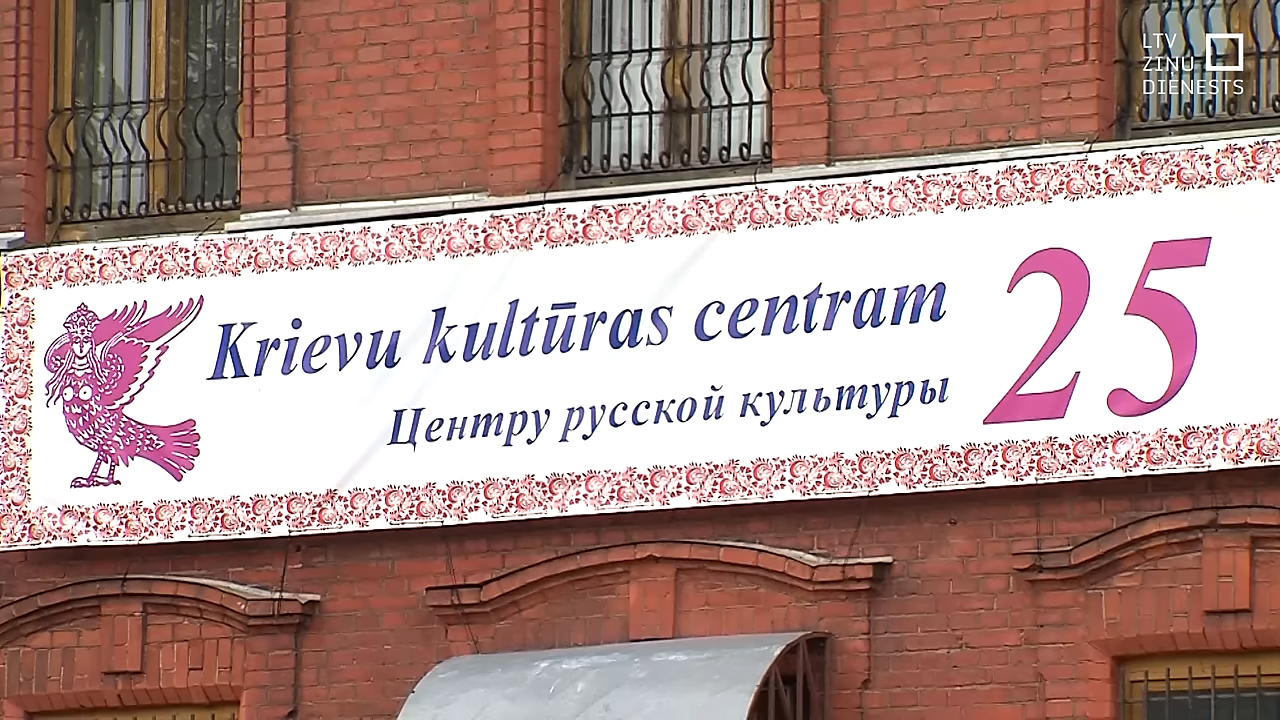 LTV
ZIŅU
DIENESTS
Krievu kultūras centram
Центру русской культуры
25